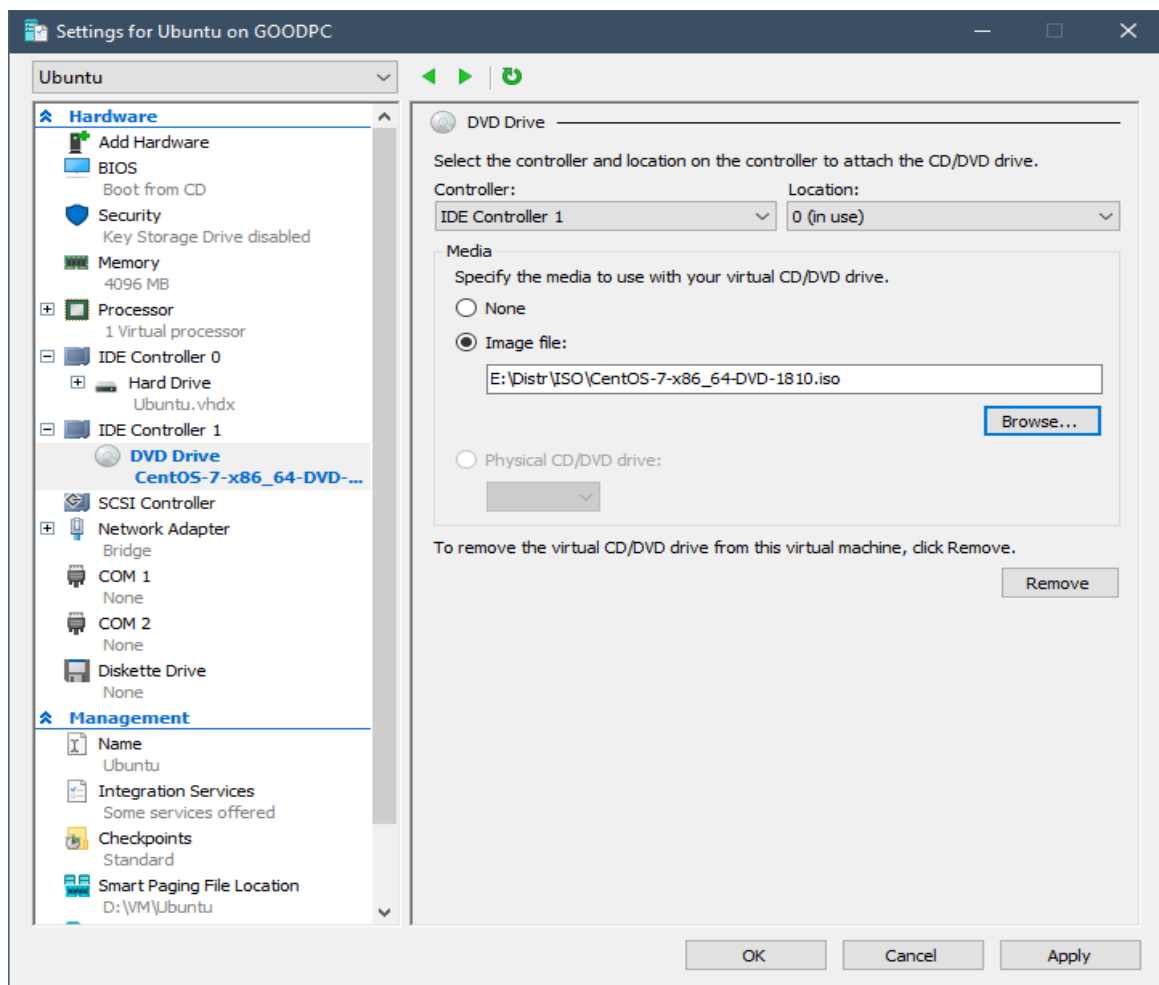 Settings for Ubuntu on GOODPC
Ubuntu
Hardware
Add Hardware
BIOS
Boot from CD
Security
Key Storage Drive disabled
Memory
4096 MB
Processor
1 Virtual processor
IDE Controller 0
Hard Drive
Ubuntu.vhdx
IDE Controller 1
DVD Drive
CentOS-7-x86_64-DVD-...
SCSI Controller
Network Adapter
Bridge
COM 1
None
COM 2
None
Diskette Drive
None
Management
Name
Ubuntu
Integration Services
Some services offered
Checkpoints
Standard
Smart Paging File Location
D:\VM\Ubuntu
DVD Drive
Select the controller and location on the controller to attach the CD/DVD drive.
Controller: Location:
IDE Controller 1 0 (in use)
Media
Specify the media to use with your virtual CD/DVD drive.
None
Image file:
E:\Distr\ISO\CentOS-7-x86_64-DVD-1810.iso
Browse...
Physical CD/DVD drive:
To remove the virtual CD/DVD drive from this virtual machine, click Remove.
Remove
OK Cancel Apply